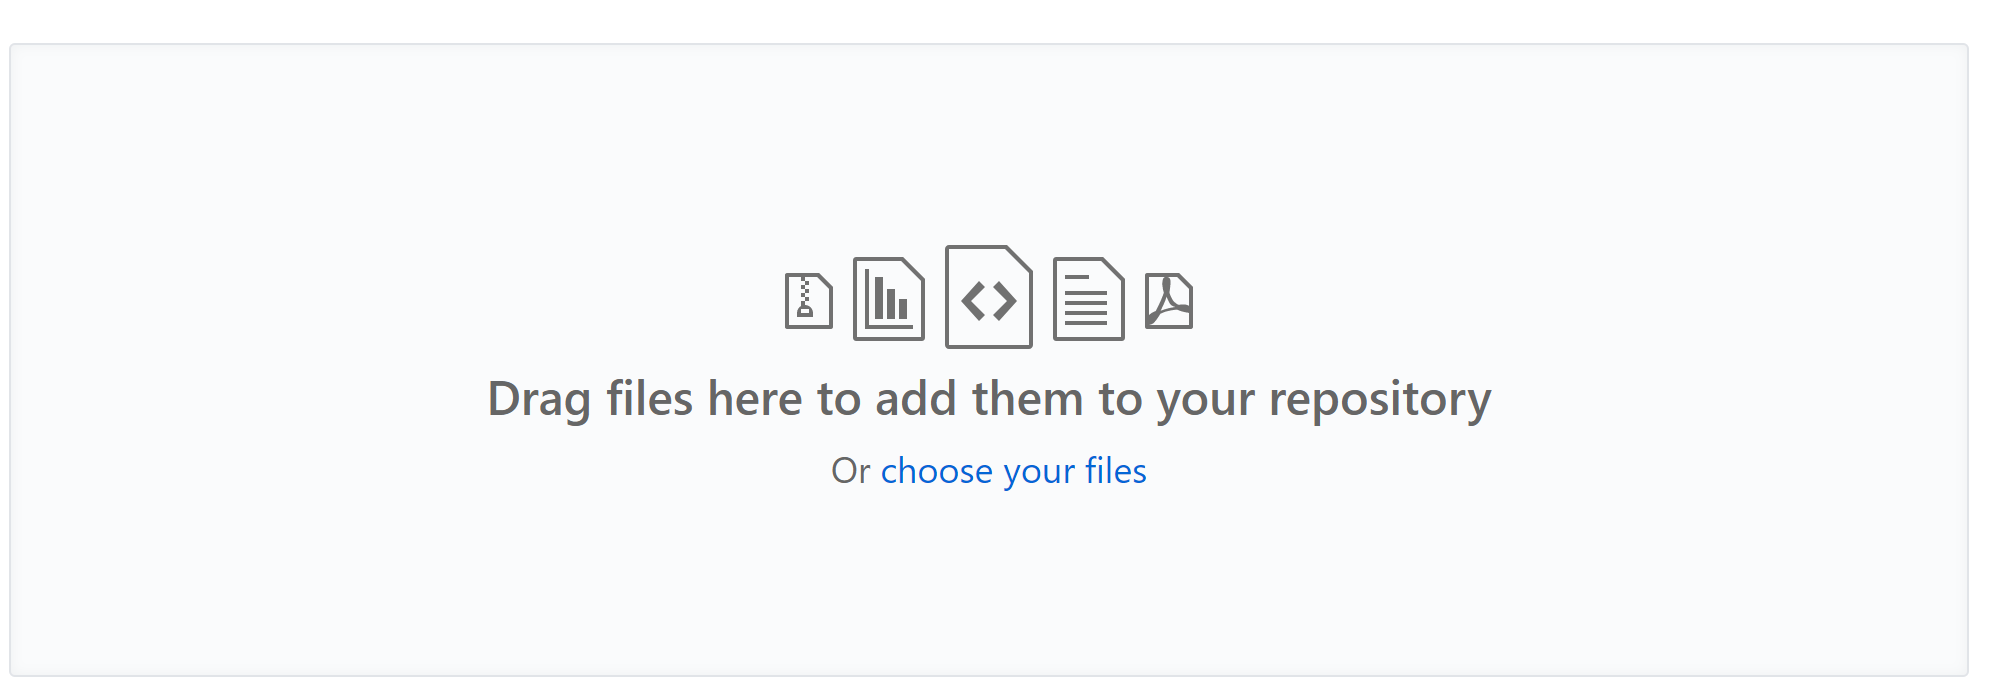 Drag files here to add them to your repository
Or choose your files